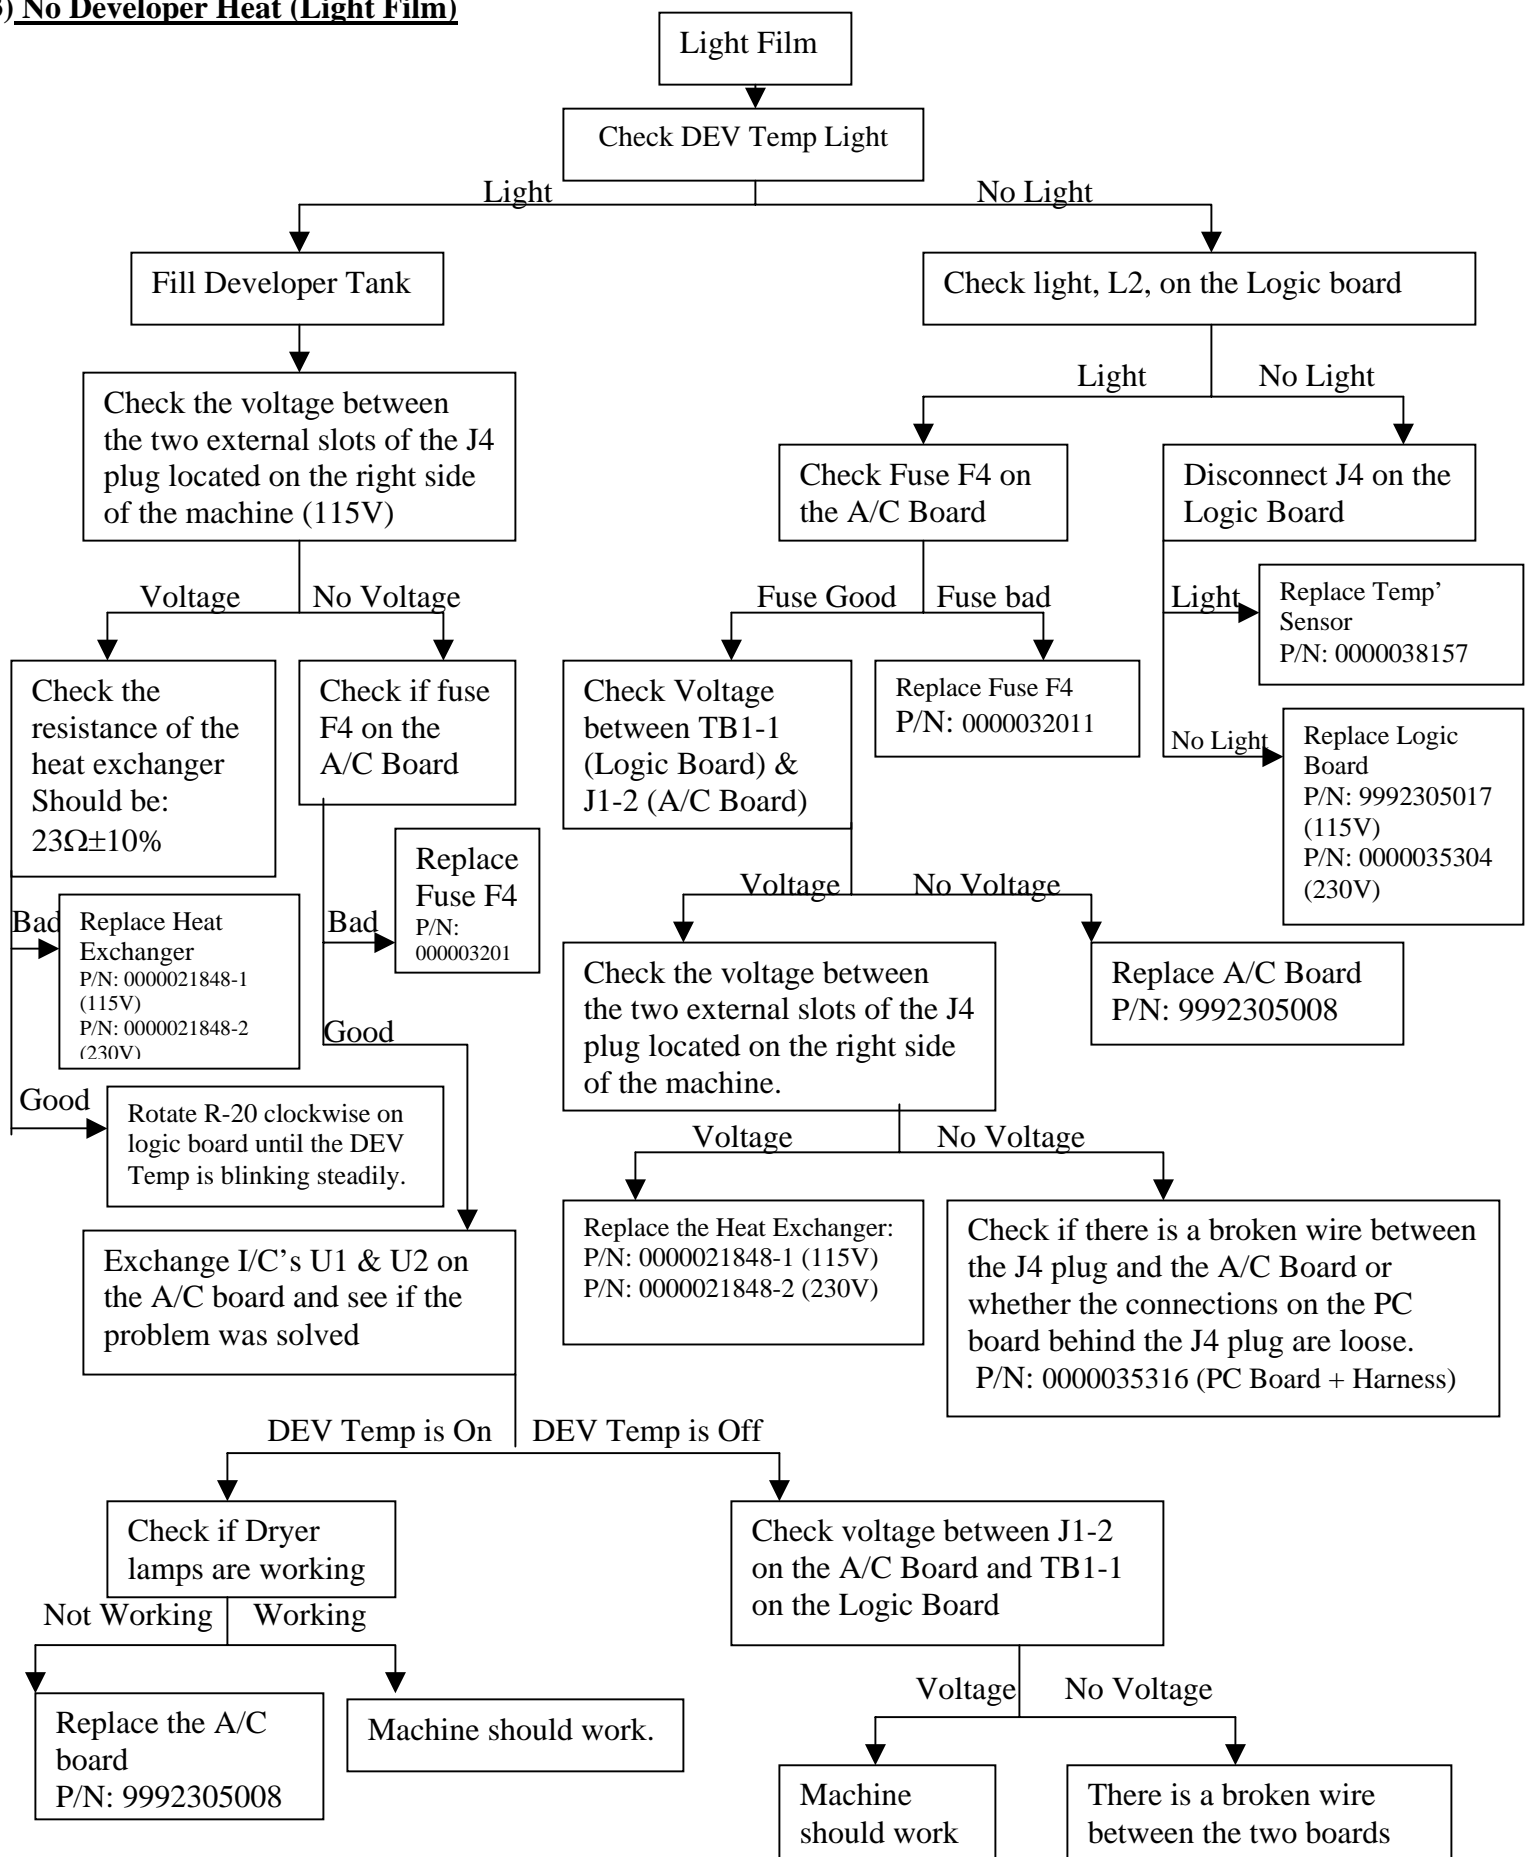 ) No Developer Heat (Light Film)
Light Film
Check DEV Temp Light
Light
No Light
Fill Developer Tank
Check light, L2, on the Logic board
Check the voltage between
the two external slots of the J4
plug located on the right side
of the machine (115V)
Light
No Light
Check Fuse F4 on
the A/C Board
Disconnect J4 on the
Logic Board
Voltage
No Voltage
Fuse Good
Fuse bad
Light
Replace Temp’
Sensor
P/N: 0000038157
Check the
resistance of the
heat exchanger
Should be:
23Ω±10%
Check if fuse
F4 on the
A/C Board
Check Voltage
between TB1-1
(Logic Board) &
J1-2 (A/C Board)
Replace Fuse F4
P/N: 0000032011
No Light
Replace Logic
Board
P/N: 9992305017
(115V)
P/N: 0000035304
(230V)
Bad
Replace Heat
Exchanger
P/N: 0000021848-1
(115V)
P/N: 0000021848-2
(230V)
Bad
Replace
Fuse F4
P/N:
000003201
Voltage
No Voltage
Check the voltage between
the two external slots of the J4
plug located on the right side
of the machine.
Replace A/C Board
P/N: 9992305008
Good
Good
Rotate R-20 clockwise on
logic board until the DEV
Temp is blinking steadily.
Voltage
No Voltage
Exchange I/C’s U1 & U2 on
the A/C board and see if the
problem was solved
Replace the Heat Exchanger:
P/N: 0000021848-1 (115V)
P/N: 0000021848-2 (230V)
Check if there is a broken wire between
the J4 plug and the A/C Board or
whether the connections on the PC
board behind the J4 plug are loose.
P/N: 0000035316 (PC Board + Harness)
DEV Temp is On
DEV Temp is Off
Check if Dryer
lamps are working
Check voltage between J1-2
on the A/C Board and TB1-1
on the Logic Board
Not Working
Working
Replace the A/C
board
P/N: 9992305008
Machine should work.
Voltage
No Voltage
Machine
should work
There is a broken wire
between the two boards